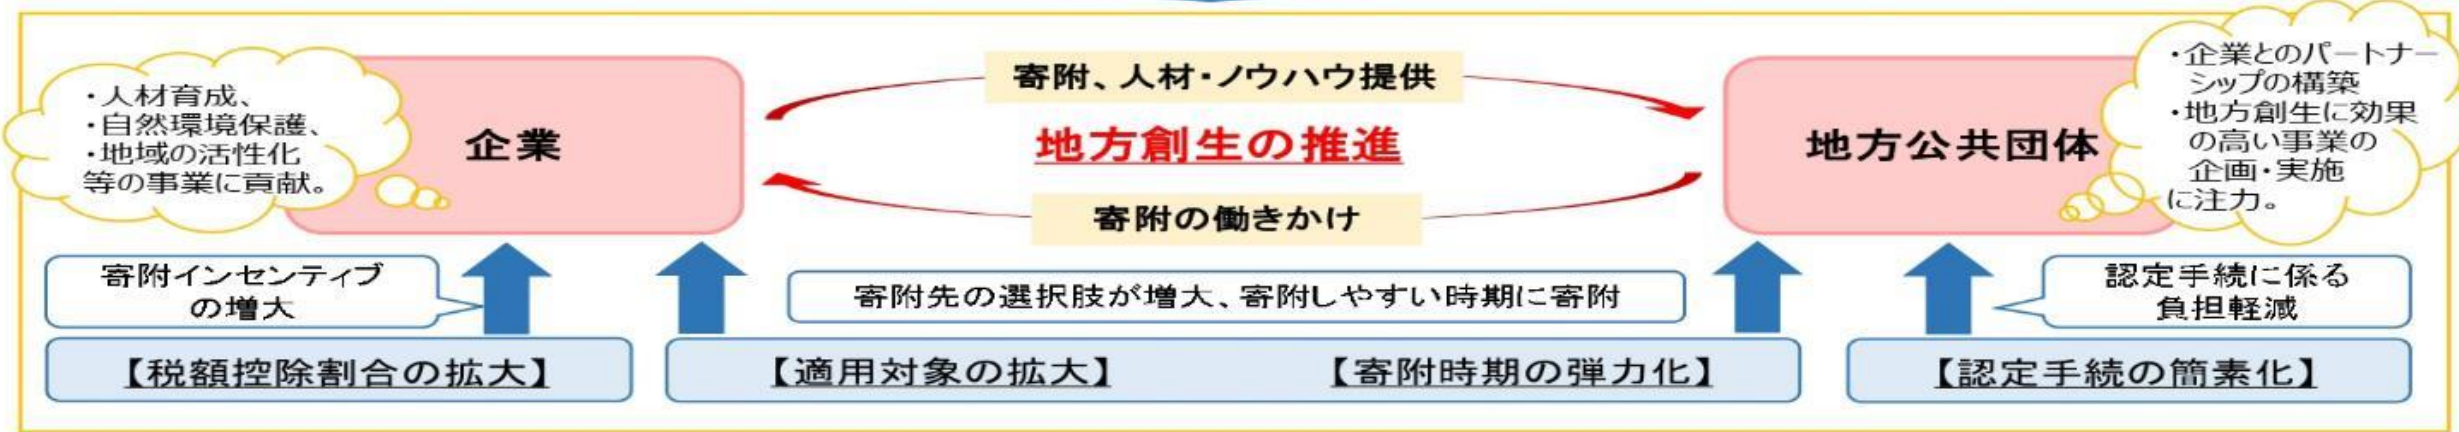 ・人材育成、
・自然環境保護、
・地域の活性化
等の事業に貢献。
企業
寄附、人材・ノウハウ提供
地方創生の推進
寄附の働きかけ
地方公共団体
・企業とのパートナー
シップの構築
・地方創生に効果
の高い事業の
企画・実施
に注力。
寄附インセンティブ
の増大
寄附先の選択肢が増大、寄附しやすい時期に寄附
認定手続に係る
負担軽減
【税額控除割合の拡大】
【適用対象の拡大】
【寄附時期の弾力化】
【認定手続の簡素化】